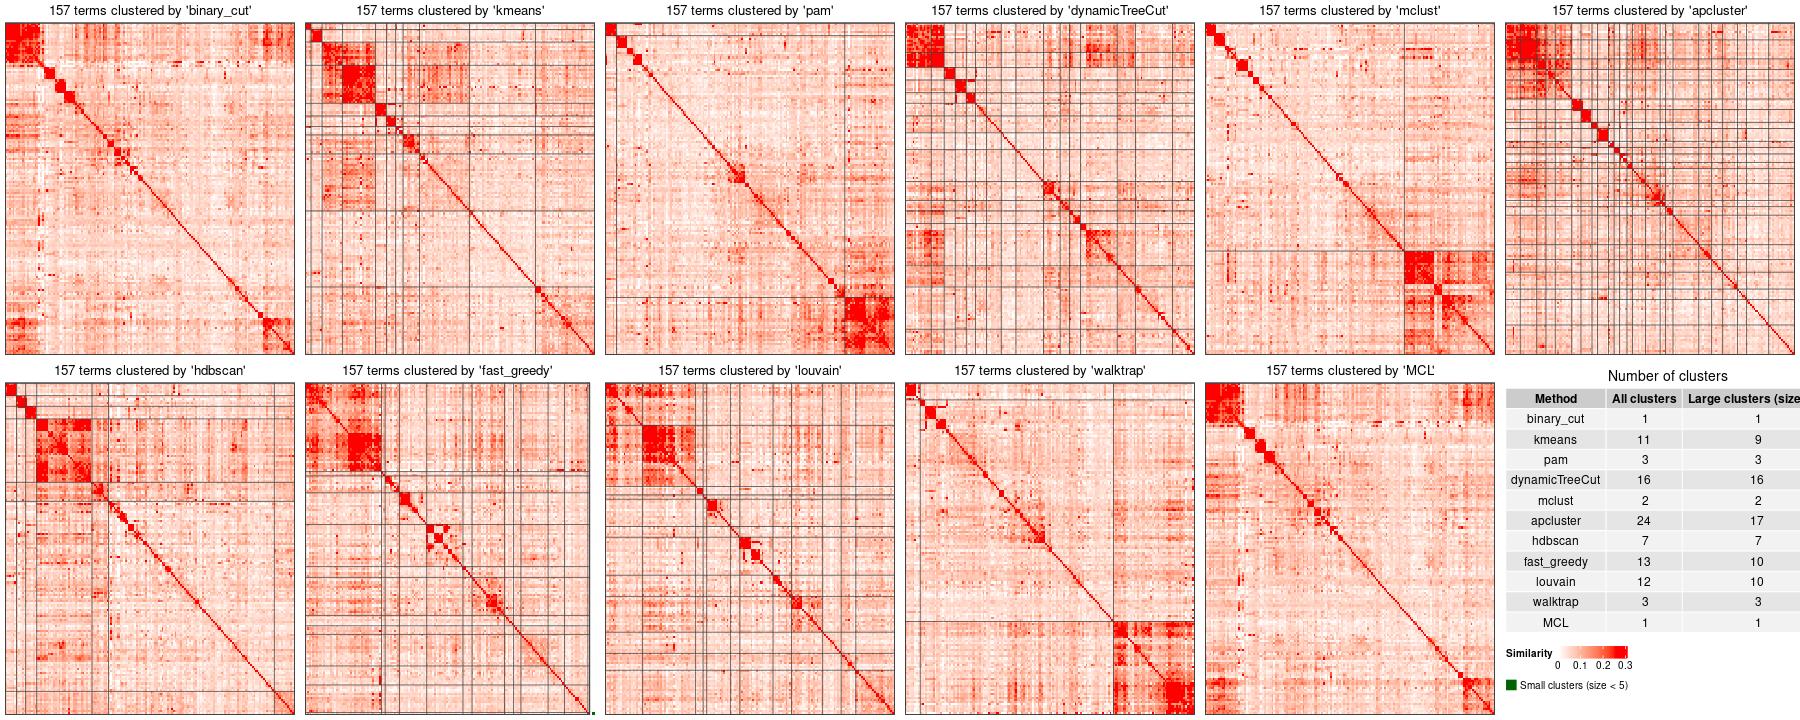 157 terms clustered by 'binary_cut'
157 terms clustered by 'kmeans'
157 terms clustered by 'pam'
157 terms clustered by 'dynamicTreeCut'
157 terms clustered by 'mclust'
157 terms clustered by 'apcluster'
157 terms clustered by 'hdbscan'
157 terms clustered by 'fast_greedy'
157 terms clustered by 'louvain'
157 terms clustered by 'walktrap'
157 terms clustered by 'MCL'
Number of clusters
Method All clusters Large clusters (size
binary_cut 1 1
kmeans 11 9
pam 3 3
dynamicTreeCut 16 16
mclust 2 2
apcluster 24 17
hdbscan 7 7
fast_greedy 13 10
louvain 12 10
walktrap 3 3
MCL 1 1
Similarity
0 0.1 0.2 0.3
Small clusters (size < 5)